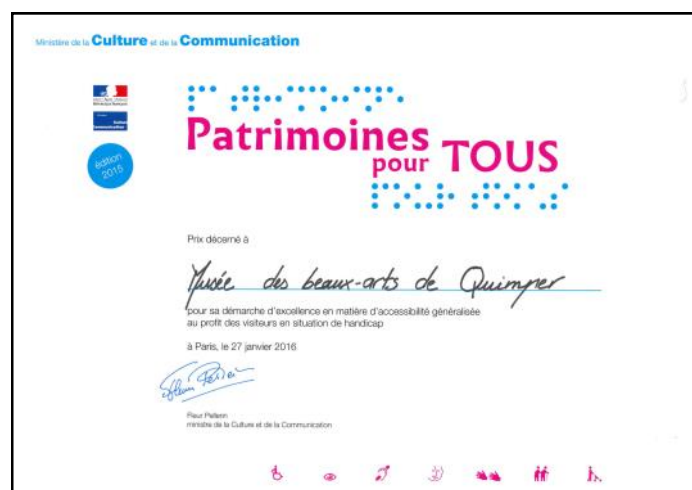 Ministère de la Culture et de la Communication
édition
2015
Patrimoines
pour TOUS
Prix décerné à
Musée des beaux-arts de Quimper
pour sa démarche d'excellence en matière d'accessibilité généralisée
au profit des visiteurs en situation de handicap
à Paris, le 27 janvier 2016
Fleur Pellerin
ministre de la Culture et de la Communication